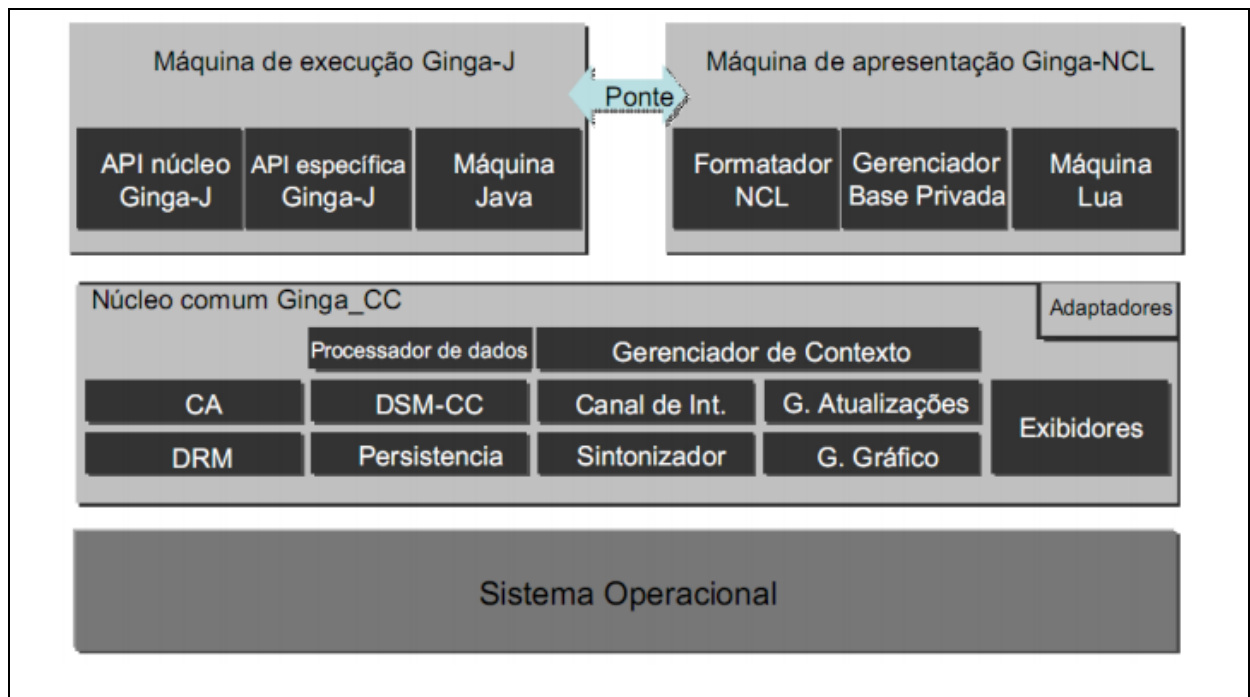 Máquina de execução Ginga-J
Ponte
Máquina de apresentação Ginga-NCL
API núcleo
Ginga-J
API específica
Ginga-J
Máquina
Java
Formatador
NCL
Gerenciador
Base Privada
Máquina
Lua
Núcleo comum Ginga_CC
Adaptadores
Processador de dados
Gerenciador de Contexto
CA
DSM-CC
Canal de Int.
G. Atualizações
Exibidores
DRM
Persistencia
Sintonizador
G. Gráfico
Sistema Operacional